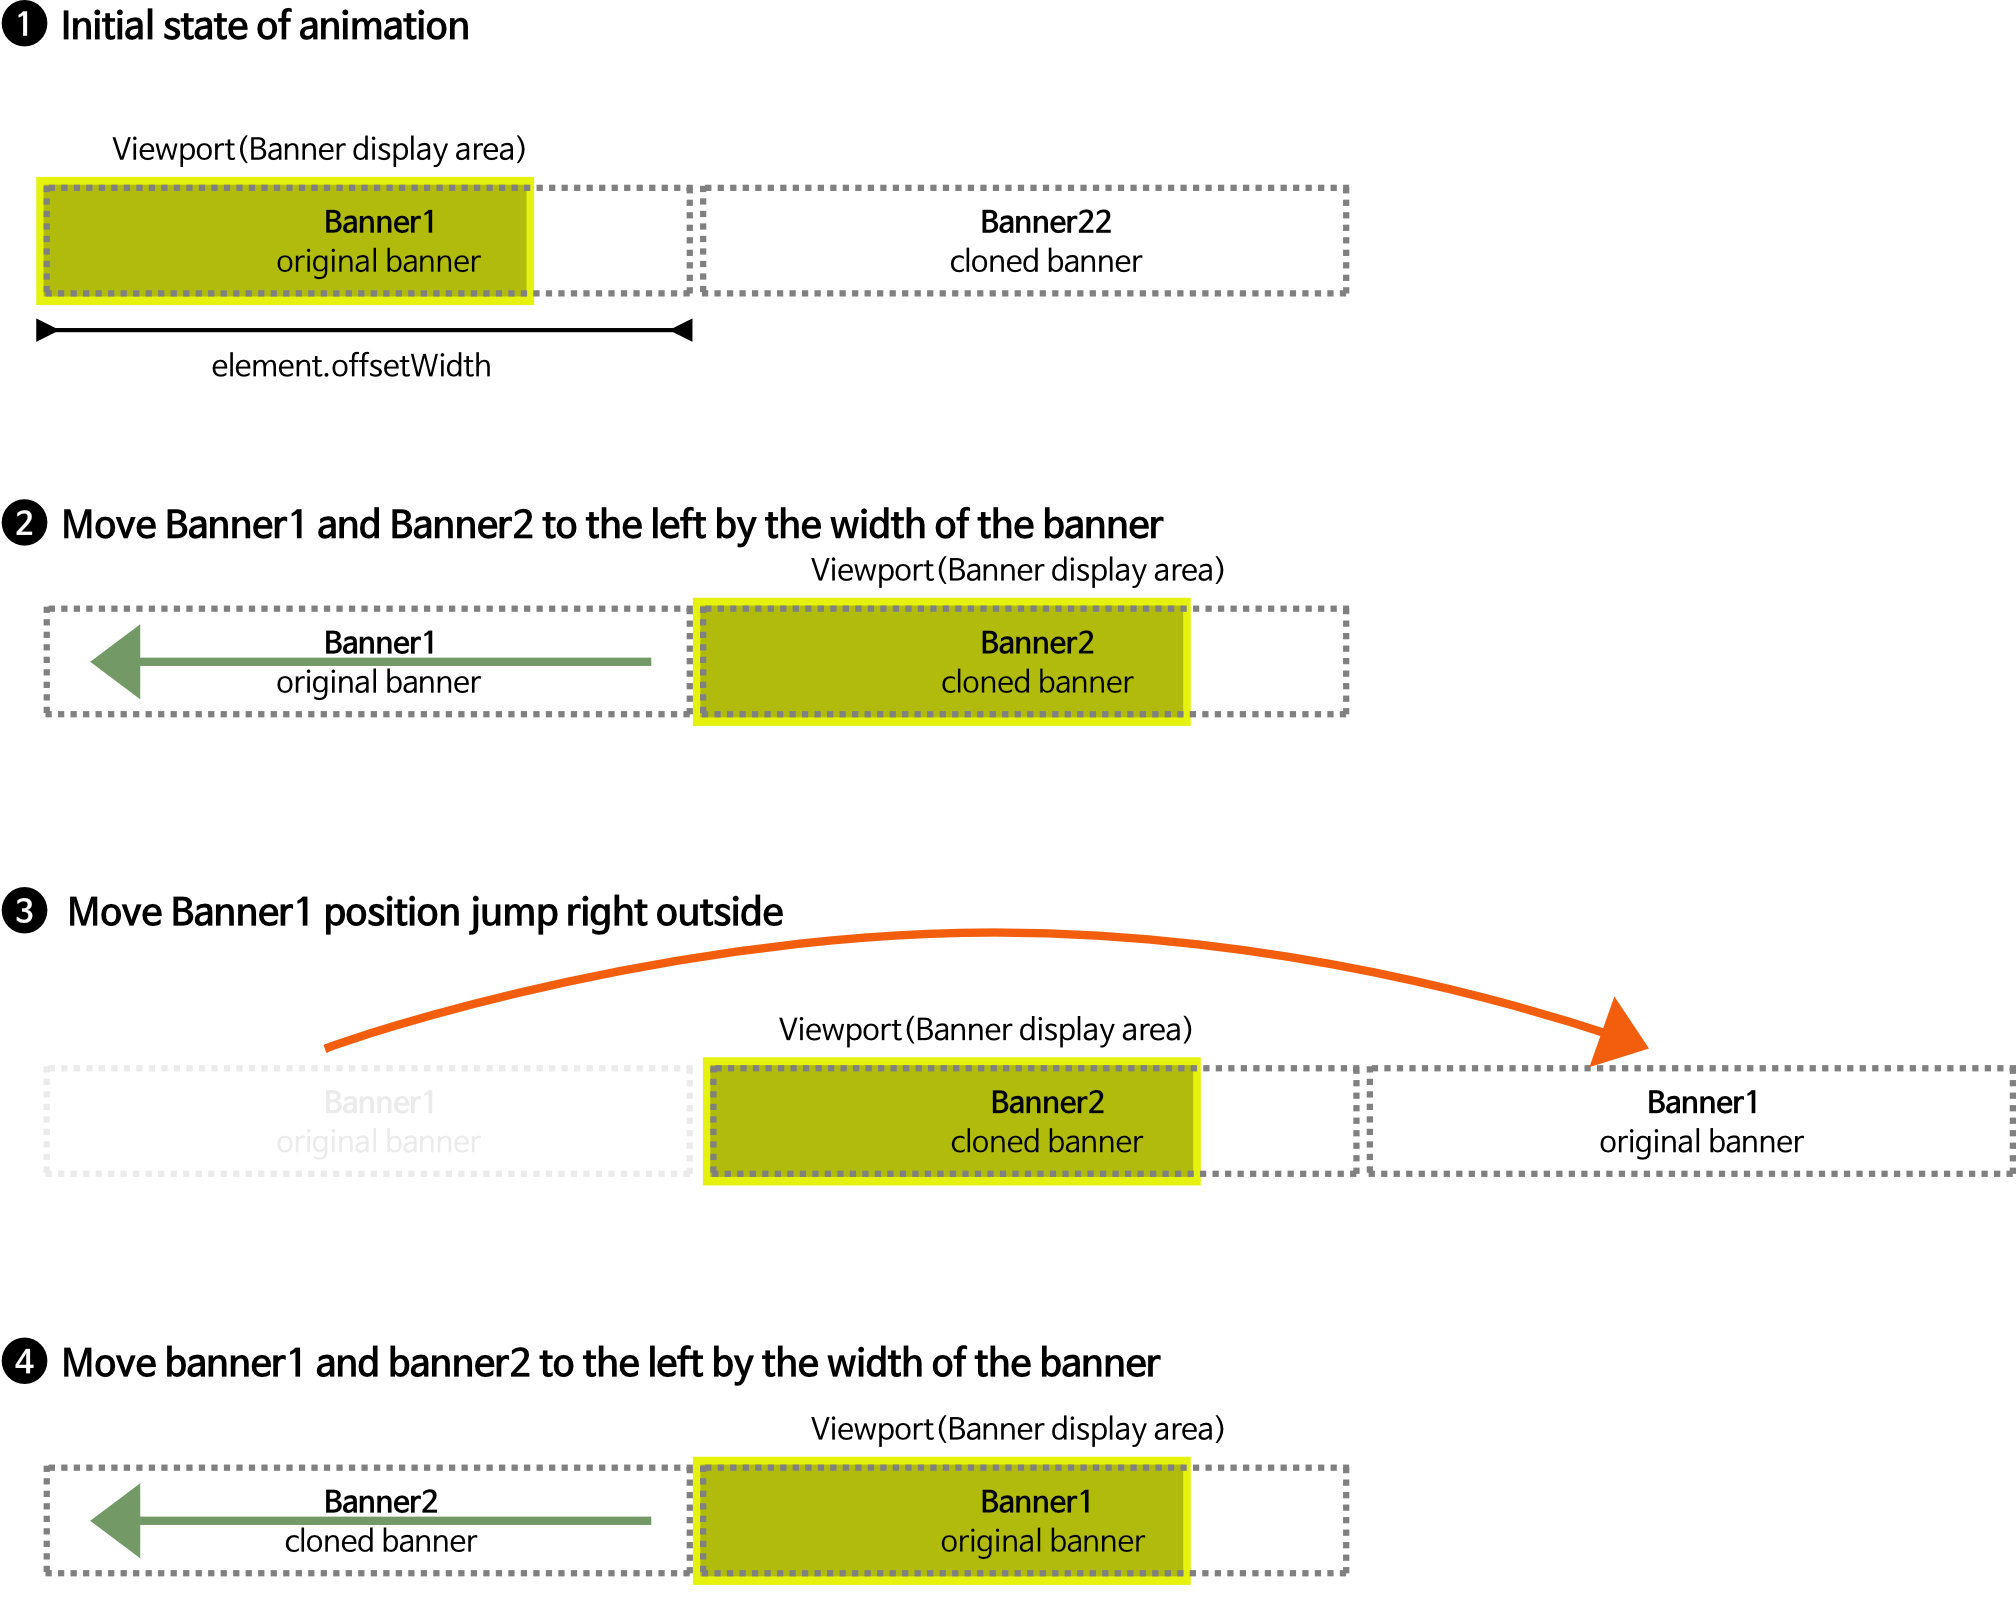 1 Initial state of animation
Viewport(Banner display area)
Banner1
original banner
Banner22
cloned banner
element.offsetWidth
2 Move Banner1 and Banner2 to the left by the width of the banner
Viewport(Banner display area)
Banner1
original banner
Banner2
cloned banner
3 Move Banner1 position jump right outside
Viewport(Banner display area)
Banner1
original banner
Banner2
cloned banner
Banner1
original banner
4 Move banner1 and banner2 to the left by the width of the banner
Viewport(Banner display area)
Banner2
cloned banner
Banner1
original banner